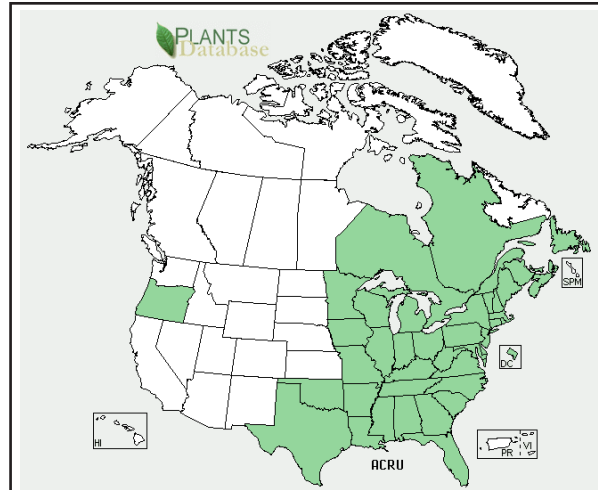 PLANTS
Database
SPM
DC
HI
PR VI
ACRU